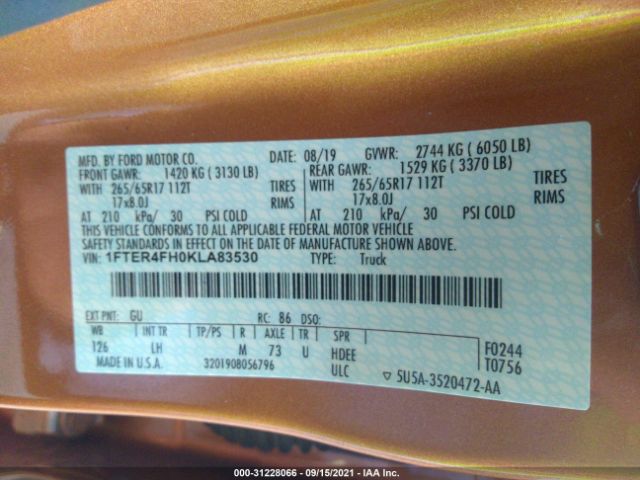 MFD. BY FORD MOTOR CO. DATE: 08/19 GVWR: 2744 KG ( 6050 LB)
FRONT GAWR: 1420 KG ( 3130 LB) REAR GAWR: 1529 KG ( 3370 LB)
WITH 265/65R17 112T TIRES WITH 265/65R17 112T TIRES
17x8.0J RIMS 17x8.0J RIMS
AT 210 kPa/ 30 PSI COLD AT 210 kPa/ 30 PSI COLD
THIS VEHICLE CONFORMS TO ALL APPLICABLE FEDERAL MOTOR VEHICLE
SAFETY STANDARDS IN EFFECT ON THE DATE OF MANUFACTURE SHOWN ABOVE.
VIN: 1FTER4FH0KLA83530 TYPE: Truck
EXT PNT: GU RC: 86 DSO:
WB INT TR TP/PS R AXLE TR SPR
126 LH M 73 U HDEE F0244
ULC T0756
MADE IN U.S.A. 3201908056796 5U5A-3520472-AA
000-31228066 - 09/15/2021 - IAA Inc.